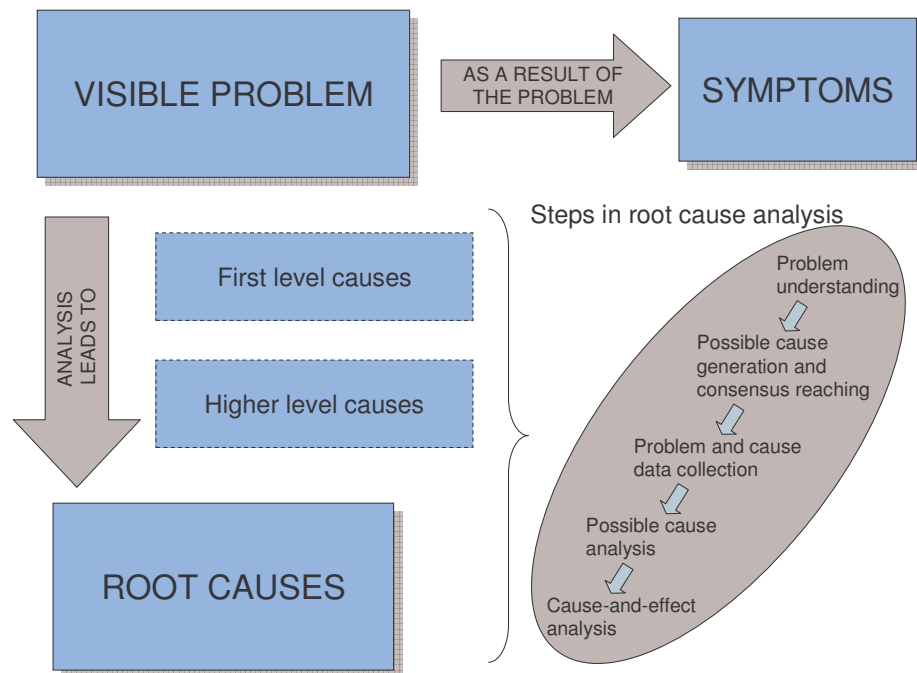 VISIBLE PROBLEM
AS A RESULT OF
THE PROBLEM
SYMPTOMS
ANALYSIS
LEADS TO
First level causes
Higher level causes
ROOT CAUSES
Steps in root cause analysis
Problem
understanding
Possible cause
generation and
consensus reaching
Problem and cause
data collection
Possible cause
analysis
Cause-and-effect
analysis